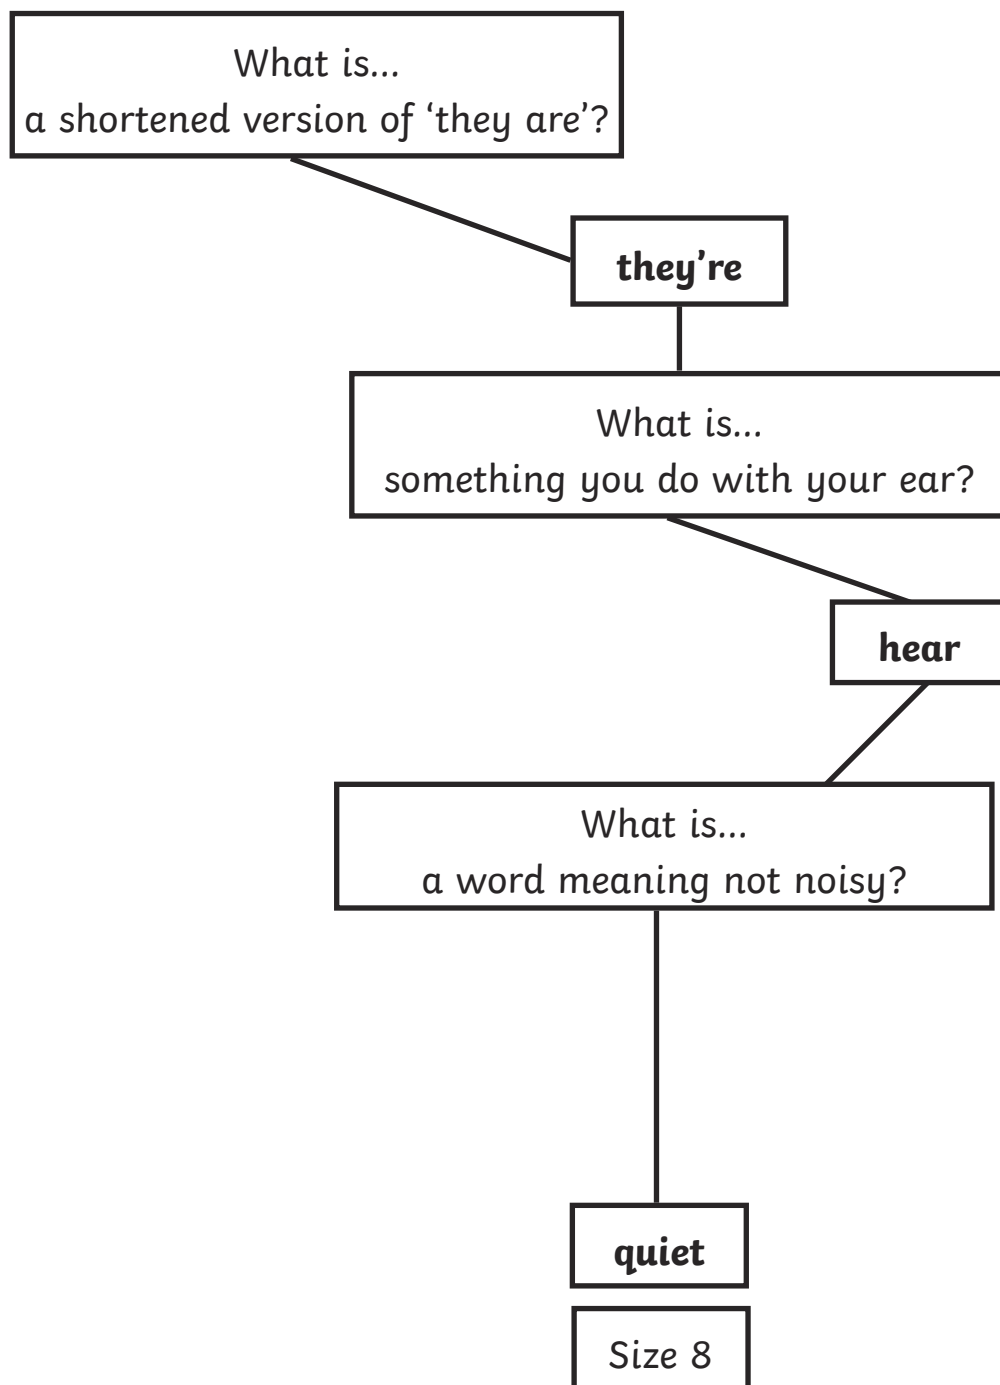 What is...
a shortened version of ‘they are’?
they’re
What is...
something you do with your ear?
hear
What is...
a word meaning not noisy?
quiet
Size 8